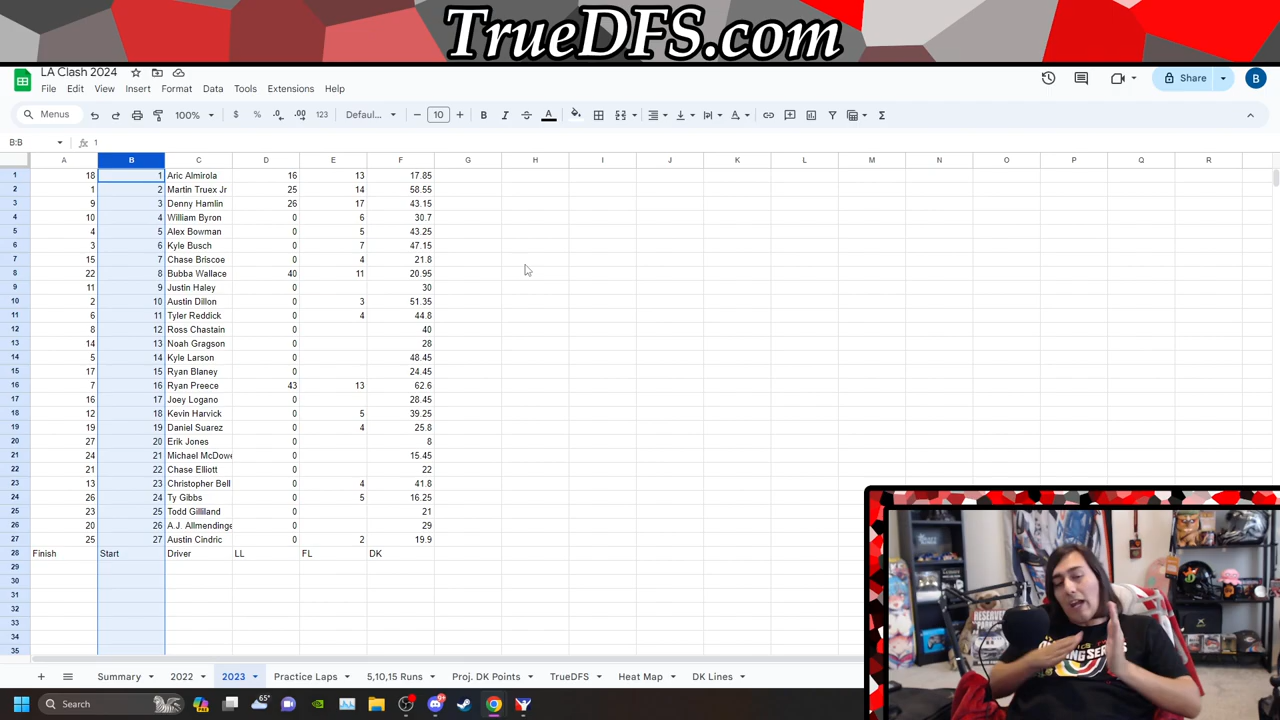 TrueDFS.com
LA Clash 2024
File Edit View Insert Format Data Tools Extensions Help
Share B
Menus 100% $ % .0 .00 123 Defaul... 10 B I A
B:B fx 1
A B C D E F G H I J K L M N O P Q R
1 18 1 Aric Almirola 16 13 17.85
2 1 2 Martin Truex Jr 25 14 58.55
3 9 3 Denny Hamlin 26 17 43.15
4 10 4 William Byron 0 6 30.7
5 4 5 Alex Bowman 0 5 43.25
6 3 6 Kyle Busch 0 7 47.15
7 15 7 Chase Briscoe 0 4 21.8
8 22 8 Bubba Wallace 40 11 20.95
9 11 9 Justin Haley 0 30
10 2 10 Austin Dillon 0 3 51.35
11 6 11 Tyler Reddick 0 4 44.8
12 8 12 Ross Chastain 0 40
13 14 13 Noah Gragson 0 28
14 5 14 Kyle Larson 0 48.45
15 17 15 Ryan Blaney 0 24.45
16 7 16 Ryan Preece 43 13 62.6
17 16 17 Joey Logano 0 28.45
18 12 18 Kevin Harvick 0 5 39.25
19 19 19 Daniel Suarez 0 4 25.8
20 27 20 Erik Jones 0 8
21 24 21 Michael McDowe 0 15.45
22 21 22 Chase Elliott 0 22
23 13 23 Christopher Bell 0 4 41.8
24 26 24 Ty Gibbs 0 5 16.25
25 23 25 Todd Gilliland 0 21
26 20 26 A.J. Allmendinge 0 29
27 25 27 Austin Cindric 0 2 19.9
28 Finish Start Driver LL FL DK
29
30
31
32
33
34
35
Summary 2022 2023 Practice Laps 5,10,15 Runs Proj. DK Points TrueDFS Heat Map DK Lines
Search 65°
RESERVED
PARKI